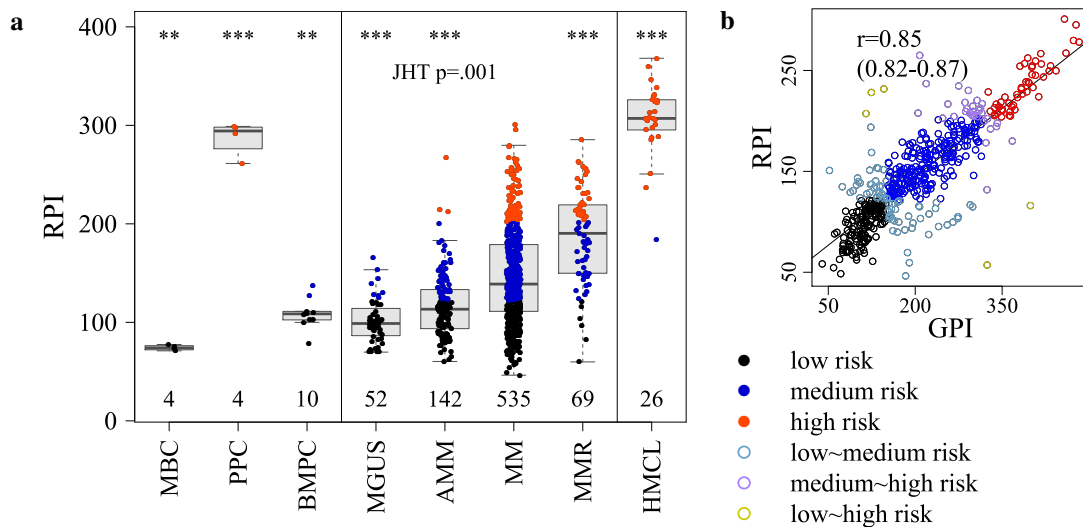 a
RPI
400
300
200
100
0
** *** ** *** *** *** ***
JHT p=.001
4 4 10 52 142 535 69 26
MBC PPC BMPC MGUS AMM MM MMR HMCL
b
RPI
250
150
50
r=0.85
(0.82-0.87)
50 200 350
GPI
low risk
medium risk
high risk
low~medium risk
medium~high risk
low~high risk